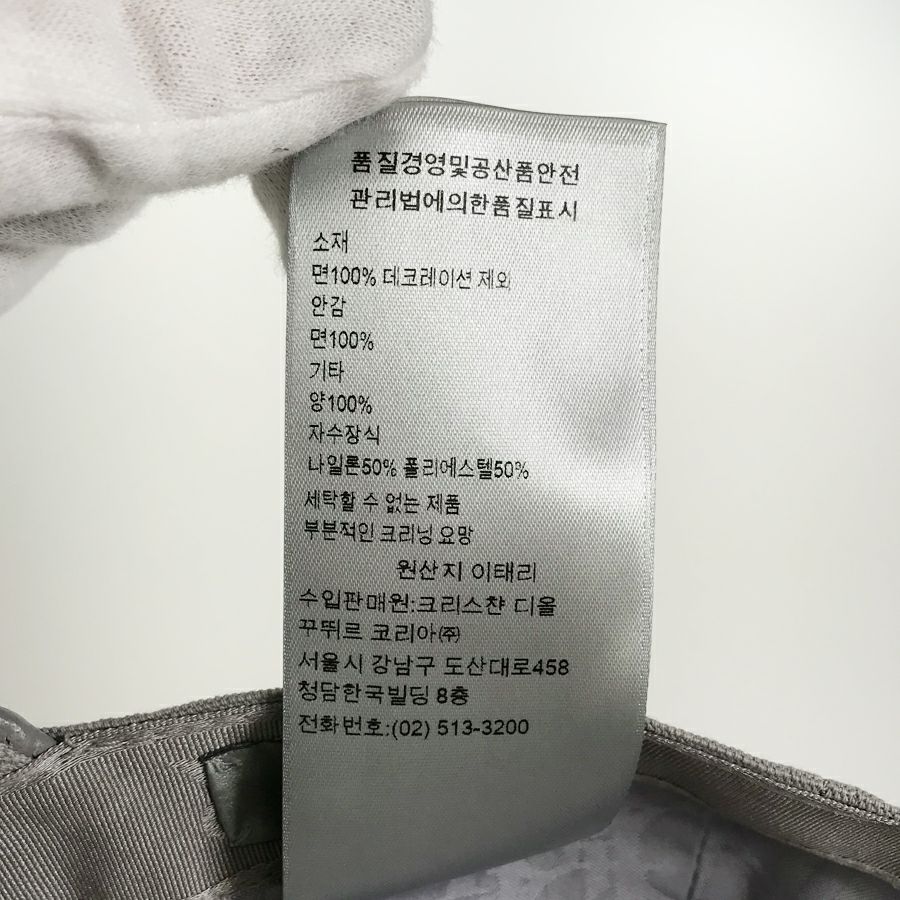 품질경영및공산품안전
관리법에의한품질표시
소재
면100% 데크레이션 제외
안감
면100%
기타
양100%
자수장식
나일론50% 폴리에스텔50%
세탁할 수 없는 제품
부분적인 크리닝 요망
원산지 이태리
수입판매원:크리스챤 디올
꾸뛰르 코리아㈜
서울시 강남구 도산대로458
청담한국빌딩 8층
전화번호:(02) 513-3200